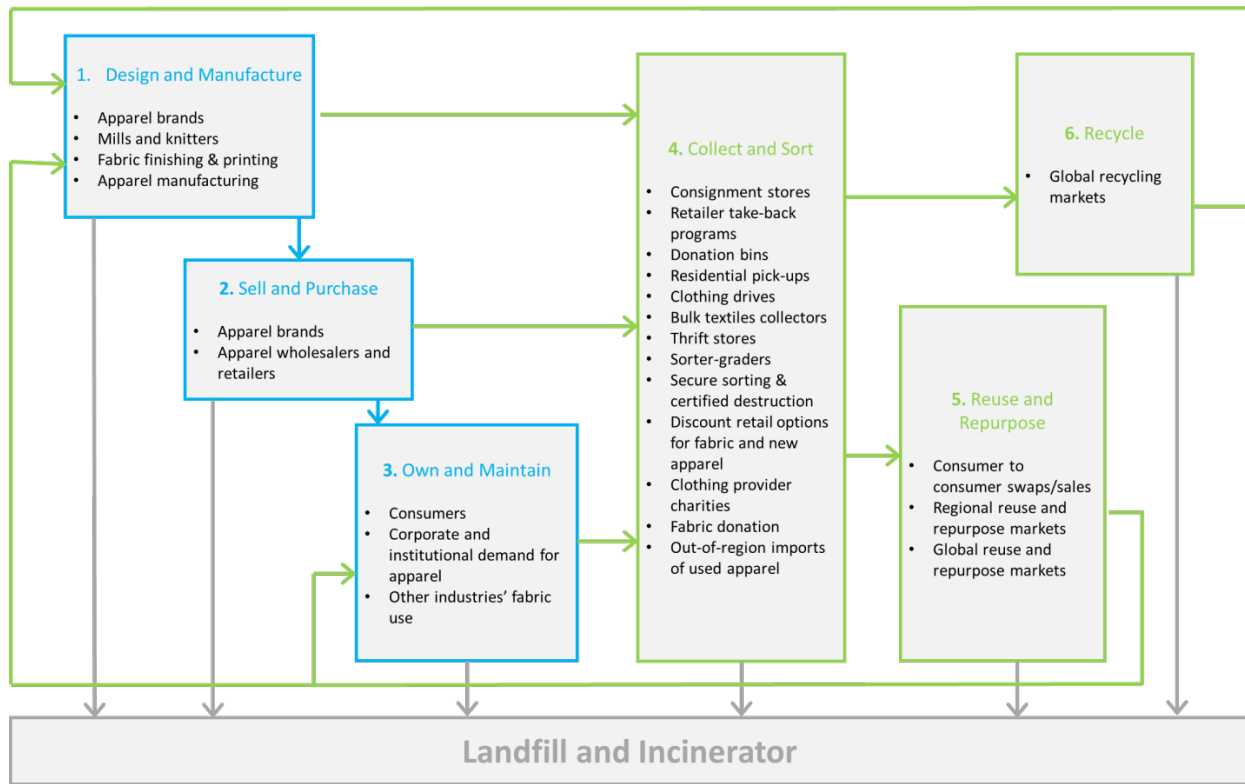 1. Design and Manufacture
• Apparel brands
• Mills and knitters
• Fabric finishing & printing
• Apparel manufacturing
2. Sell and Purchase
• Apparel brands
• Apparel wholesalers and
retailers
3. Own and Maintain
• Consumers
• Corporate and
institutional demand for
apparel
• Other industries’ fabric
use
4. Collect and Sort
• Consignment stores
• Retailer take-back
programs
• Donation bins
• Residential pick-ups
• Clothing drives
• Bulk textiles collectors
• Thrift stores
• Sorter-graders
• Secure sorting &
certified destruction
• Discount retail options
for fabric and new
apparel
• Clothing provider
charities
• Fabric donation
• Out-of-region imports
of used apparel
6. Recycle
• Global recycling
markets
5. Reuse and
Repurpose
• Consumer to
consumer swaps/sales
• Regional reuse and
repurpose markets
• Global reuse and
repurpose markets
Landfill and Incinerator